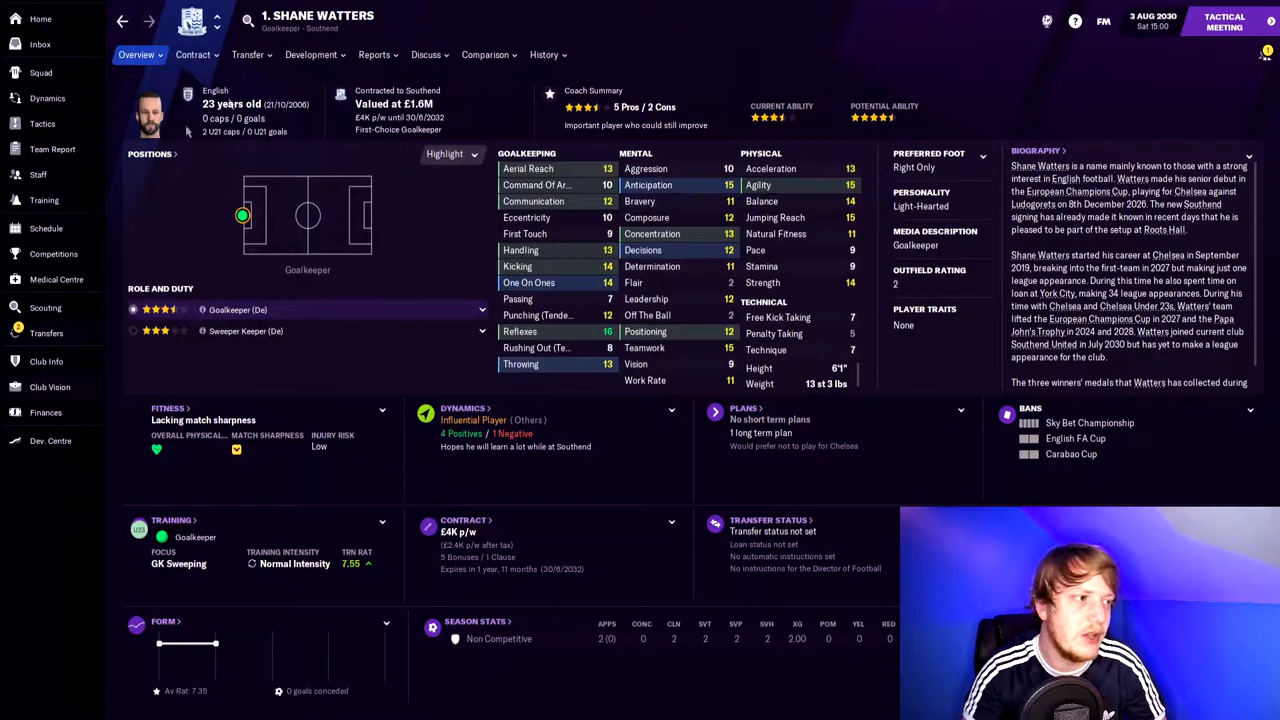 Home
Inbox
Squad
Dynamics
Tactics
Team Report
Staff
Training
Schedule
Competitions
Medical Centre
Scouting
2
Transfers
Club Info
Club Vision
Finances
Dev. Centre
1. SHANE WATTERS
Goalkeeper - Southend
?
FM
3 AUG 2030
Sat 15:00
TACTICAL
MEETING
1
Overview
Contract
Transfer
Development
Reports
Discuss
Comparison
History
English
23 years old (21/10/2006)
0 caps / 0 goals
2 U21 caps / 0 U21 goals
Contracted to Southend
Valued at £1.6M
£4K p/w until 30/6/2032
First-Choice Goalkeeper
Coach Summary
5 Pros / 2 Cons
Important player who could still improve
CURRENT ABILITY
POTENTIAL ABILITY
POSITIONS
Highlight
Goalkeeper
ROLE AND DUTY
Goalkeeper (De)
Sweeper Keeper (De)
GOALKEEPING
Aerial Reach 13
Command Of Ar... 10
Communication 12
Eccentricity 10
First Touch 9
Handling 13
Kicking 14
One On Ones 14
Passing 7
Punching (Tende... 12
Reflexes 16
Rushing Out (Te... 8
Throwing 13
MENTAL
Aggression 10
Anticipation 15
Bravery 11
Composure 12
Concentration 13
Decisions 12
Determination 11
Flair 2
Leadership 12
Off The Ball 2
Positioning 12
Teamwork 15
Vision 9
Work Rate 11
PHYSICAL
Acceleration 13
Agility 15
Balance 14
Jumping Reach 15
Natural Fitness 11
Pace 9
Stamina 9
Strength 14
TECHNICAL
Free Kick Taking 7
Penalty Taking 5
Technique 7
Height 6'1"
Weight 13 st 3 lbs
PREFERRED FOOT
Right Only
PERSONALITY
Light-Hearted
MEDIA DESCRIPTION
Goalkeeper
OUTFIELD RATING
2
PLAYER TRAITS
None
BIOGRAPHY
Shane Watters is a name mainly known to those with a strong
interest in English football. Watters made his senior debut in
the European Champions Cup, playing for Chelsea against
Ludogorets on 8th December 2026. The new Southend
signing has already made it known in recent days that he is
pleased to be part of the setup at Roots Hall.
Shane Watters started his career at Chelsea in September
2019, breaking into the first-team in 2027 but making just one
league appearance. During his time with Chelsea he also spent time on
loan at York City, making 34 league appearances. During his
time with Chelsea and Chelsea Under 23s, Watters' team
lifted the European Champions Cup in 2027 and the Papa
John's Trophy in 2024 and 2028. Watters joined current club
Southend United in July 2030 but has yet to make a league
appearance for the club.
The three winners' medals that Watters has collected during
FITNESS
Lacking match sharpness
OVERALL PHYSICAL...
MATCH SHARPNESS
INJURY RISK
Low
DYNAMICS
Influential Player (Others)
4 Positives / 1 Negative
Hopes he will learn a lot while at Southend
PLANS
No short term plans
1 long term plan
Would prefer not to play for Chelsea
BANS
Sky Bet Championship
English FA Cup
Carabao Cup
TRAINING
U23
Goalkeeper
FOCUS
GK Sweeping
TRAINING INTENSITY
Normal Intensity
TRN RAT
7.55
CONTRACT
£4K p/w
(£2.4K p/w after tax)
5 Bonuses / 1 Clause
Expires in 1 year, 11 months (30/6/2032)
TRANSFER STATUS
Transfer status not set
Loan status not set
No automatic instructions set
No instructions for the Director of Football
FORM
Av Rat: 7.35
0 goals conceded
SEASON STATS
APPS CONC CLN SVT SVP SVH XG POM YEL RED
Non Competitive 2 (0) 0 2 2 2 2 2.00 0 0 0